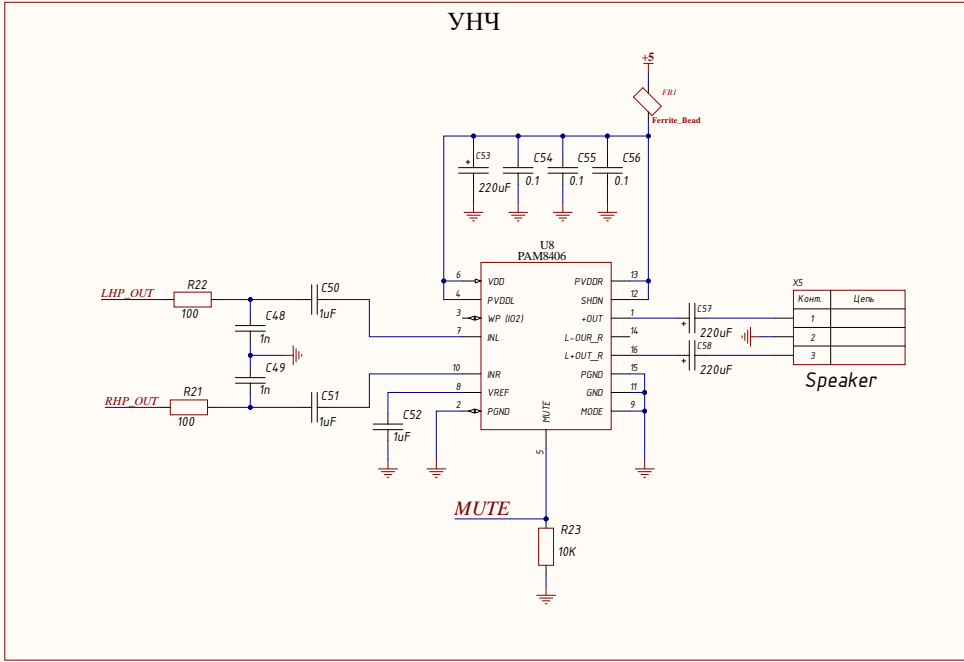 УНЧ
+5
FB1
Ferrite_Bead
C53
220uF
C54
0.1
C55
0.1
C56
0.1
U8
PAM8406
LHP_OUT
R22
100
C50
1uF
C48
1n
C49
1n
RHP_OUT
R21
100
C51
1uF
C52
1uF
6 VDD
4 PVDDL
3 WP (IO2)
7 INL
10 INR
8 VREF
2 PGND
PVDDR 13
SHDN 12
+OUT 1
L-OUR_R 14
L+OUT_R 16
PGND 15
GND 11
MODE 9
MUTE
5
C57
220uF
C58
220uF
X5
Конт. Цепь
1
2
3
Speaker
MUTE
R23
10K